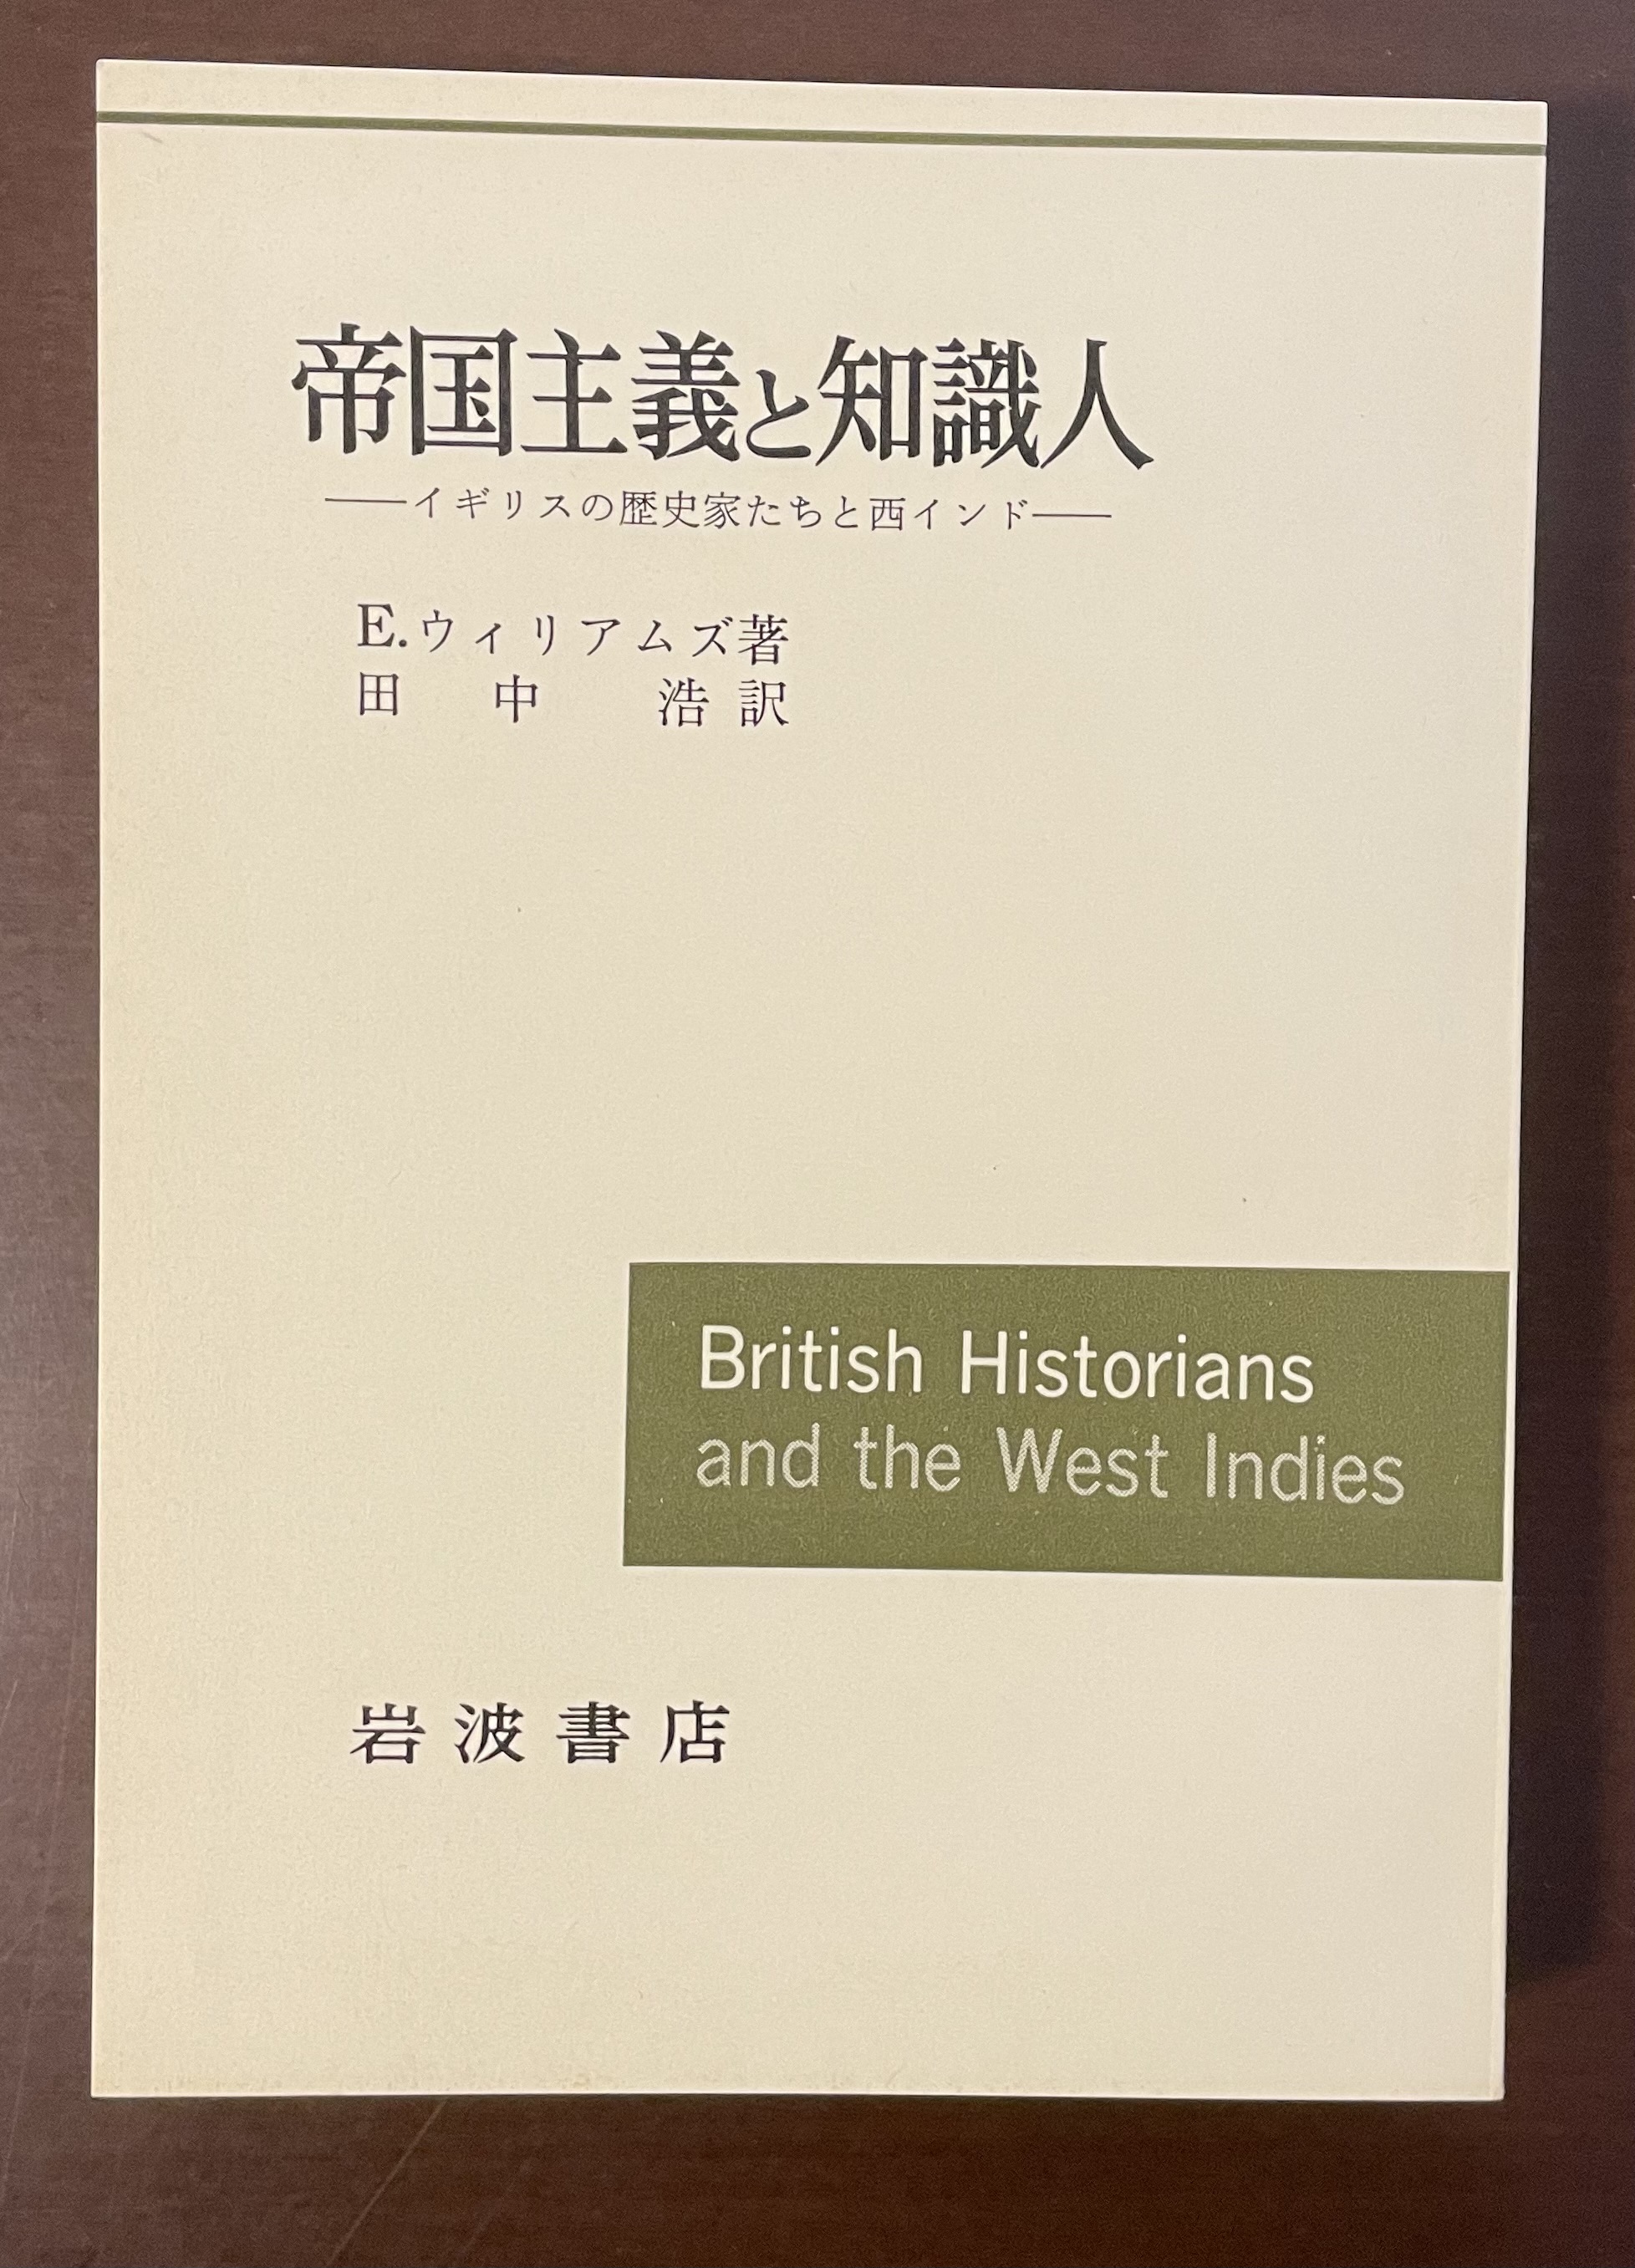 帝国主義と知識人
――イギリスの歴史家たちと西インド――
E.ウィリアムズ著
田中浩訳
British Historians
and the West Indies
岩波書店